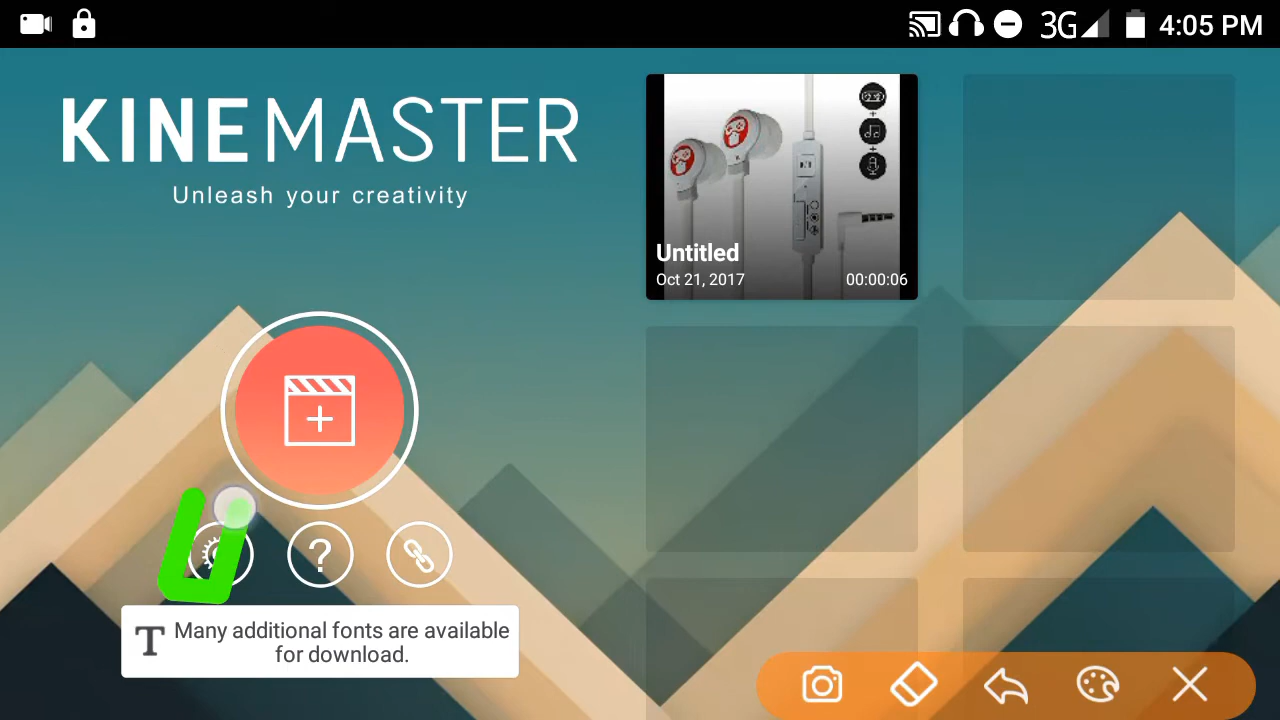 3G 4:05 PM
KINEMASTER
Unleash your creativity
Untitled
Oct 21, 2017 00:00:06
?
T Many additional fonts are available
for download.